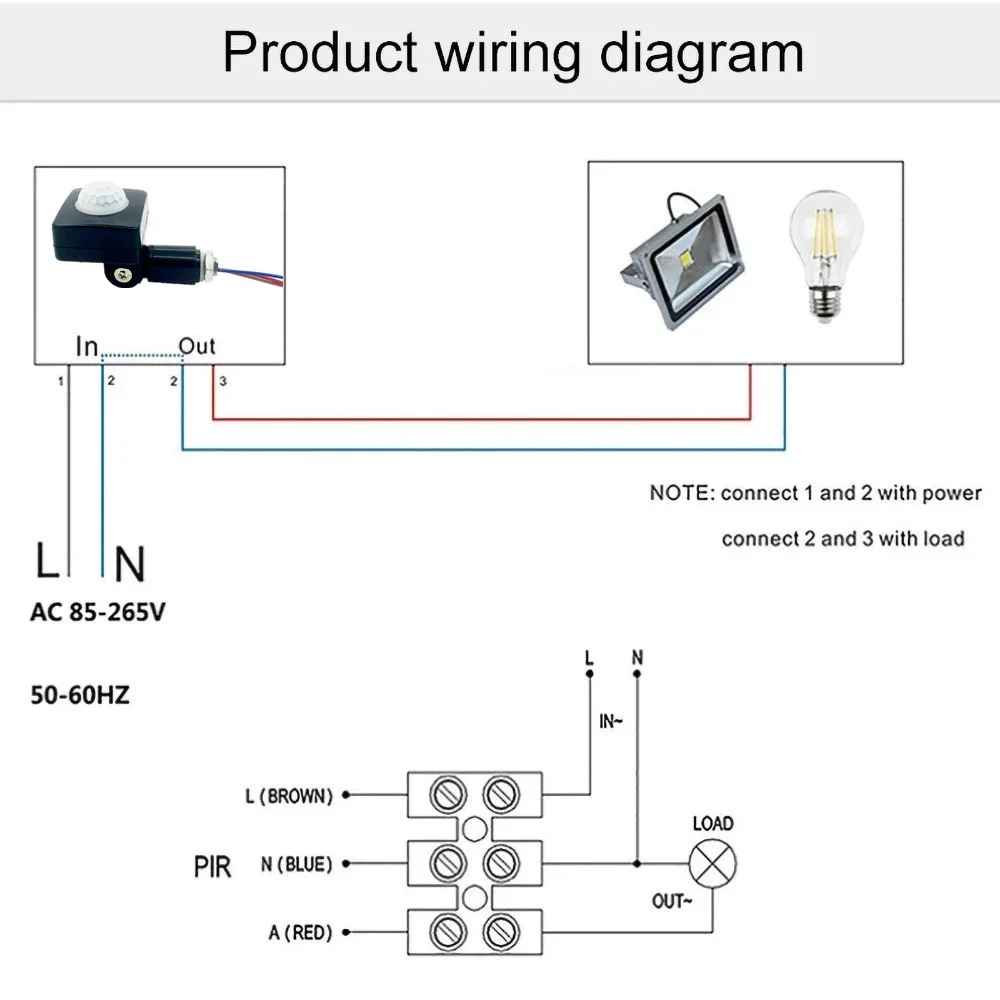 Product wiring diagram
In Out
1 2 2 3
NOTE: connect 1 and 2 with power
connect 2 and 3 with load
L N
AC 85-265V
50-60HZ
L N
IN~
L (BROWN)
LOAD
PIR N (BLUE)
OUT~
A (RED)